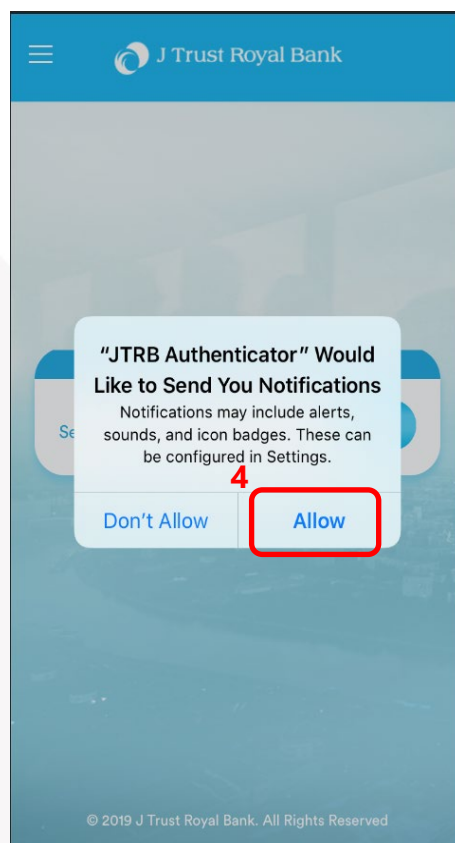 J Trust Royal Bank
"JTRB Authenticator" Would
Like to Send You Notifications
Notifications may include alerts,
sounds, and icon badges. These can
be configured in Settings.
4
Don't Allow
Allow
© 2019 J Trust Royal Bank. All Rights Reserved